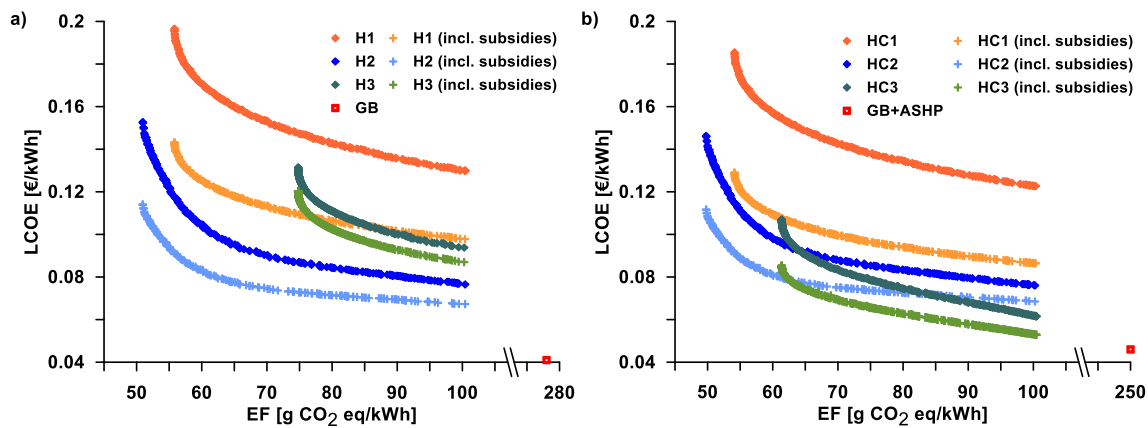 a)
0.2
0.16
0.12
0.08
0.04
LCOE [€/kWh]
H1 H1 (incl. subsidies)
H2 H2 (incl. subsidies)
H3 H3 (incl. subsidies)
GB
50 60 70 80 90 100 280
EF [g CO2 eq/kWh]
b)
0.2
0.16
0.12
0.08
0.04
LCOE [€/kWh]
HC1 HC1 (incl. subsidies)
HC2 HC2 (incl. subsidies)
HC3 HC3 (incl. subsidies)
GB+ASHP
50 60 70 80 90 100 250
EF [g CO2 eq/kWh]